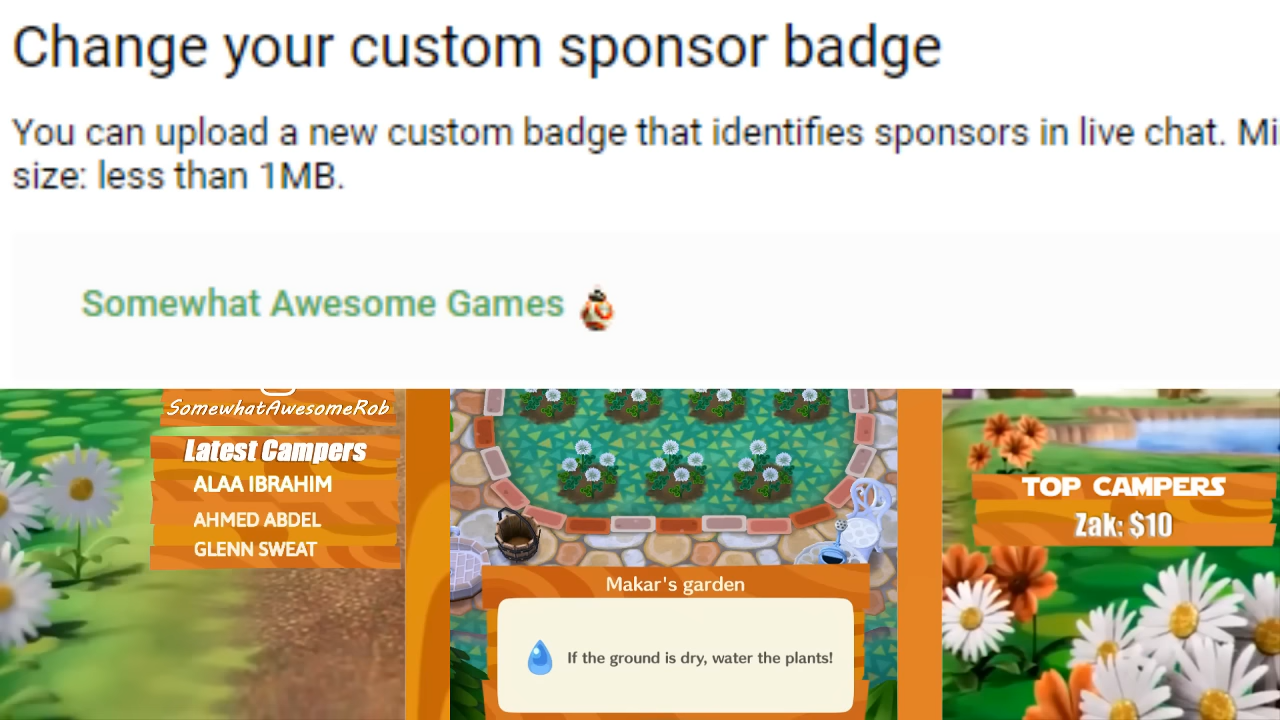 Change your custom sponsor badge
You can upload a new custom badge that identifies sponsors in live chat. Mi
size: less than 1MB.
Somewhat Awesome Games
SomewhatAwesomeRob
Latest Campers
ALAA IBRAHIM
AHMED ABDEL
GLENN SWEAT
Makar's garden
If the ground is dry, water the plants!
TOP CAMPERS
Zak: $10